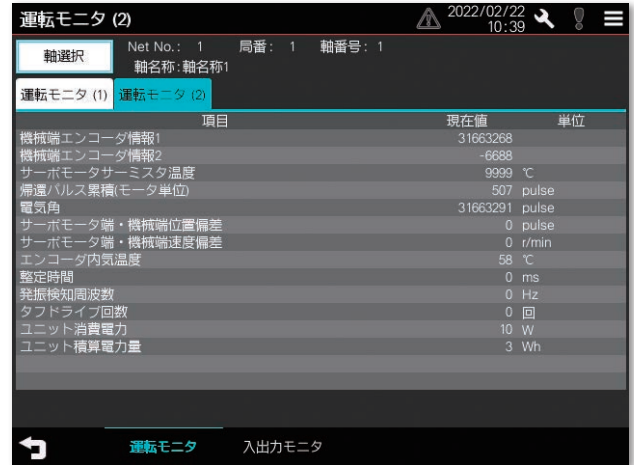 運転モニタ (2)
2022/02/22
10:39
軸選択
Net No.: 1 局番: 1 軸番号: 1
軸名称:軸名称1
運転モニタ (1) 運転モニタ (2)
項目 現在値 単位
機械端エンコーダ情報1 31663268
機械端エンコーダ情報2 -6688
サーボモータサーミスタ温度 9999 ℃
帰還パルス累積(モータ単位) 507 pulse
電気角 31663291 pulse
サーボモータ端・機械端位置偏差 0 pulse
サーボモータ端・機械端速度偏差 0 r/min
エンコーダ内気温度 58 ℃
整定時間 0 ms
発振検知周波数 0 Hz
タフドライブ回数 0 回
ユニット消費電力 10 W
ユニット積算電力量 3 Wh
運転モニタ 入出力モニタ